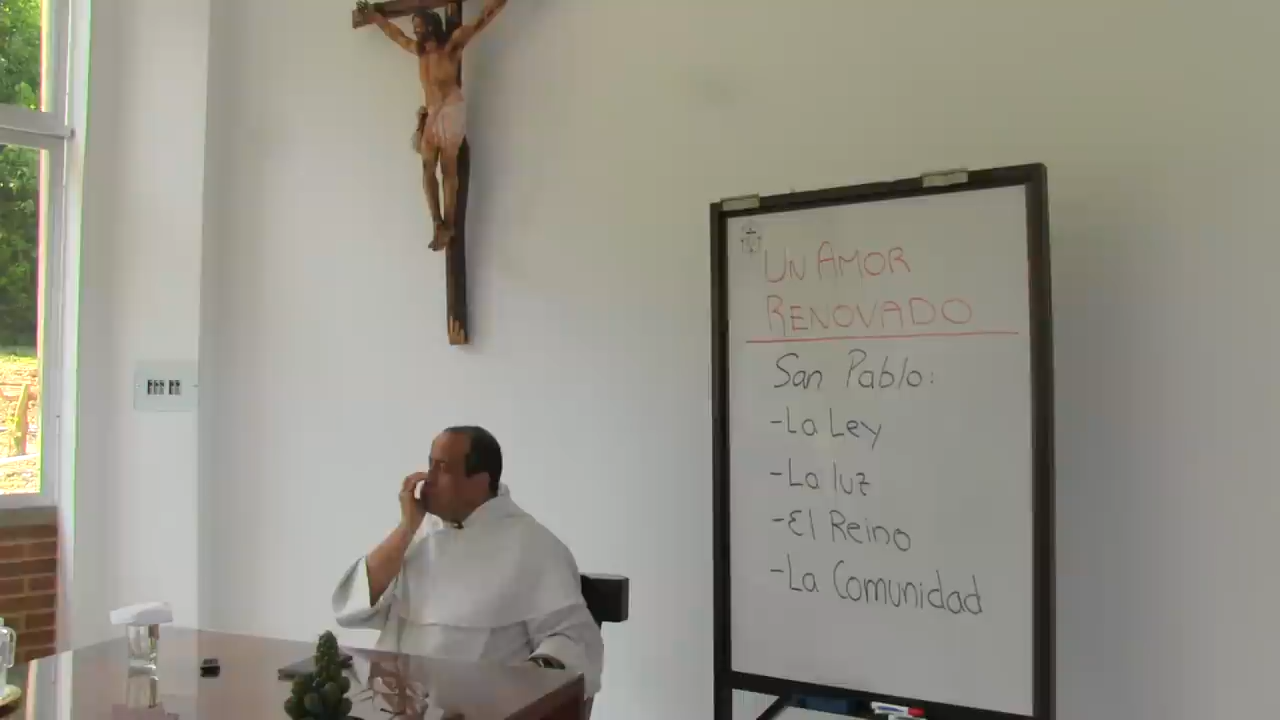 UN AMOR
RENOVADO
San Pablo:
-La Ley
-La luz
-El Reino
-La Comunidad